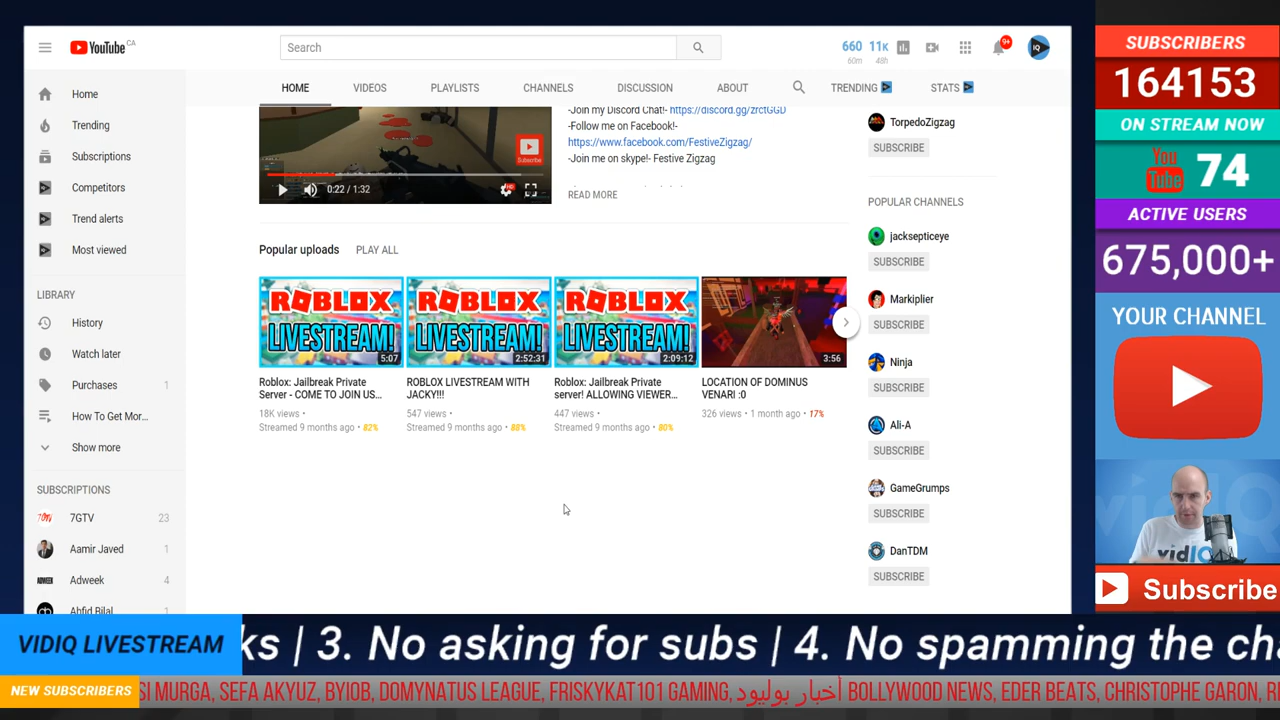 YouTube CA
Search
660 11K
60m 48h
9+
IQ
HOME VIDEOS PLAYLISTS CHANNELS DISCUSSION ABOUT TRENDING STATS
Home
Trending
Subscriptions
Competitors
Trend alerts
Most viewed
LIBRARY
History
Watch later
Purchases 1
How To Get Mor...
Show more
SUBSCRIPTIONS
7GTV 23
Aamir Javed 1
Adweek 4
Ahfid Bilal 1
Subscribe
0:22 / 1:32
-Join my Discord Chat!- https://discord.gg/zrctGGD
-Follow me on Facebook!-
https://www.facebook.com/FestiveZigzag/
-Join me on skype!- Festive Zigzag
READ MORE
Popular uploads PLAY ALL
ROBLOX
LIVESTREAM!
5:07
Roblox: Jailbreak Private
Server - COME TO JOIN US...
18K views •
Streamed 9 months ago • 82%
ROBLOX
LIVESTREAM!
2:52:31
ROBLOX LIVESTREAM WITH
JACKY!!!
547 views •
Streamed 9 months ago • 88%
ROBLOX
LIVESTREAM!
2:09:12
Roblox: Jailbreak Private
server! ALLOWING VIEWER...
447 views •
Streamed 9 months ago • 80%
3:56
LOCATION OF DOMINUS
VENARI :0
326 views • 1 month ago • 17%
TorpedoZigzag
SUBSCRIBE
POPULAR CHANNELS
jacksepticeye
SUBSCRIBE
Markiplier
SUBSCRIBE
Ninja
SUBSCRIBE
Ali-A
SUBSCRIBE
GameGrumps
SUBSCRIBE
DanTDM
SUBSCRIBE
SUBSCRIBERS
164153
ON STREAM NOW
You Tube 74
ACTIVE USERS
675,000+
YOUR CHANNEL
vidIQ
Subscribe
VIDIQ LIVESTREAM
ks | 3. No asking for subs | 4. No spamming the cha
NEW SUBSCRIBERS
SI MURGA, SEFA AKYUZ, BYIOB, DOMYNATUS LEAGUE, FRISKYKAT101 GAMING, أخبار بوليود BOLLYWOOD NEWS, EDER BEATS, CHRISTOPHE GARON, R